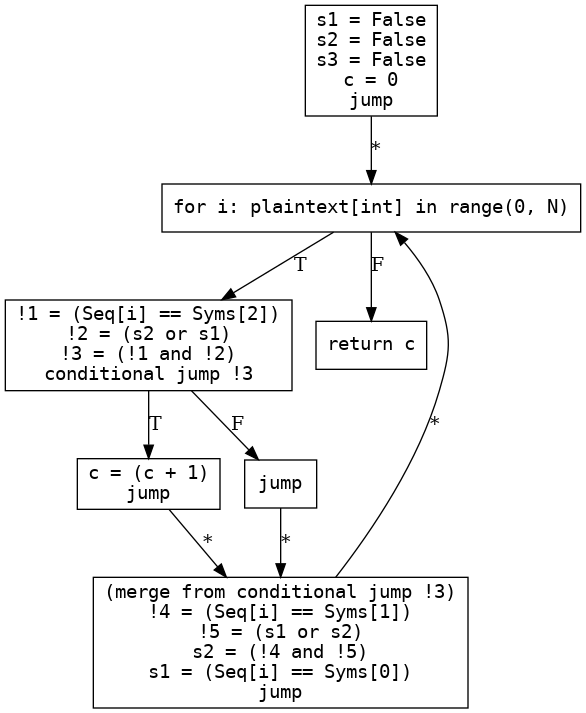 s1 = False
s2 = False
s3 = False
c = 0
jump
*
for i: plaintext[int] in range(0, N)
T
F
!1 = (Seq[i] == Syms[2])
!2 = (s2 or s1)
!3 = (!1 and !2)
conditional jump !3
return c
T
F
*
c = (c + 1)
jump
jump
*
*
(merge from conditional jump !3)
!4 = (Seq[i] == Syms[1])
!5 = (s1 or s2)
s2 = (!4 and !5)
s1 = (Seq[i] == Syms[0])
jump